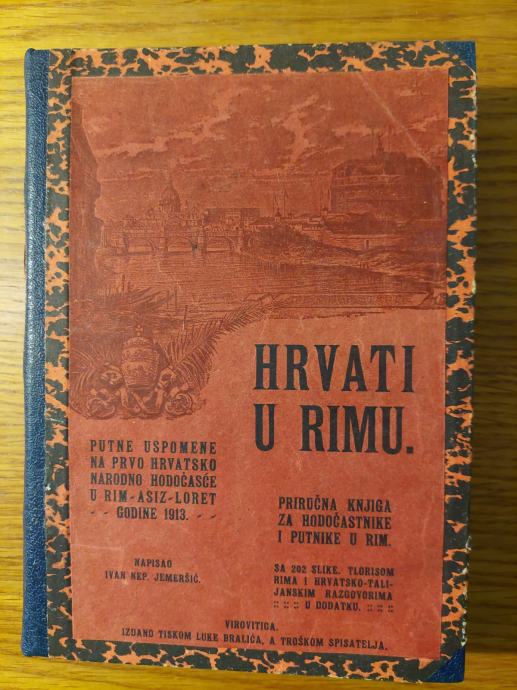 HRVATI
U RIMU.
PUTNE USPOMENE
NA PRVO HRVATSKO
NARODNO HODOČAŠĆE
U RIM-ASIZ-LORET
- - GODINE 1913. - -
NAPISAO
IVAN NEP. JEMERŠIĆ.
PRIRUČNA KNJIGA
ZA HODOČASTNIKE
I PUTNIKE U RIM.
SA 202 SLIKE, TLORISOM
RIMA I HRVATSKO-TALI-
JANSKIM RAZGOVORIMA
:: :: :: U DODATKU. :: :: ::
VIROVITICA.
IZDANO TISKOM LUKE BRALIĆA, A TROŠKOM SPISATELJA.